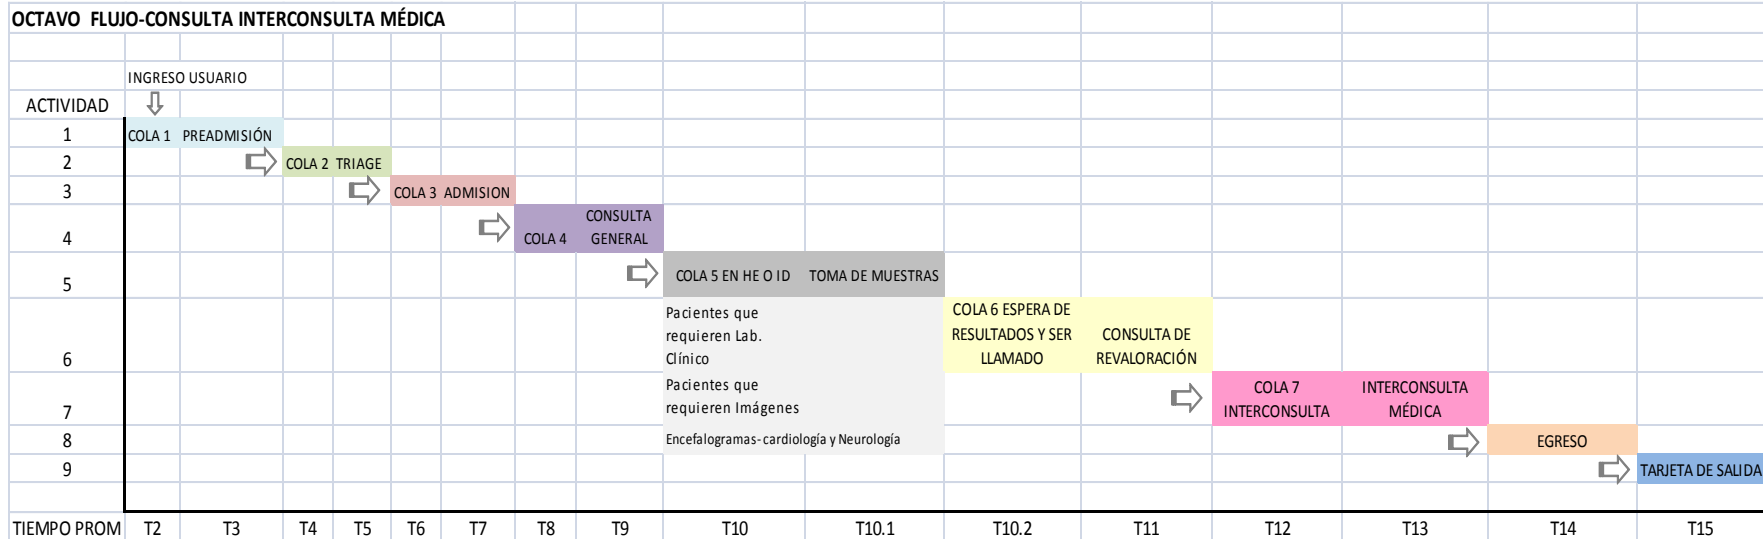 OCTAVO FLUJO-CONSULTA INTERCONSULTA MÉDICA
INGRESO USUARIO
ACTIVIDAD
1 COLA 1 PREADMISIÓN
2 COLA 2 TRIAGE
3 COLA 3 ADMISION
CONSULTA
4 COLA 4 GENERAL
5 COLA 5 EN HE O ID TOMA DE MUESTRAS
Pacientes que
requieren Lab.
Clínico
COLA 6 ESPERA DE
RESULTADOS Y SER
LLAMADO
CONSULTA DE
REVALORACIÓN
6
Pacientes que
requieren Imágenes
COLA 7
INTERCONSULTA
INTERCONSULTA
MÉDICA
7
8 Encefalogramas- cardiología y Neurología EGRESO
9 TARJETA DE SALIDA
TIEMPO PROM T2 T3 T4 T5 T6 T7 T8 T9 T10 T10.1 T10.2 T11 T12 T13 T14 T15